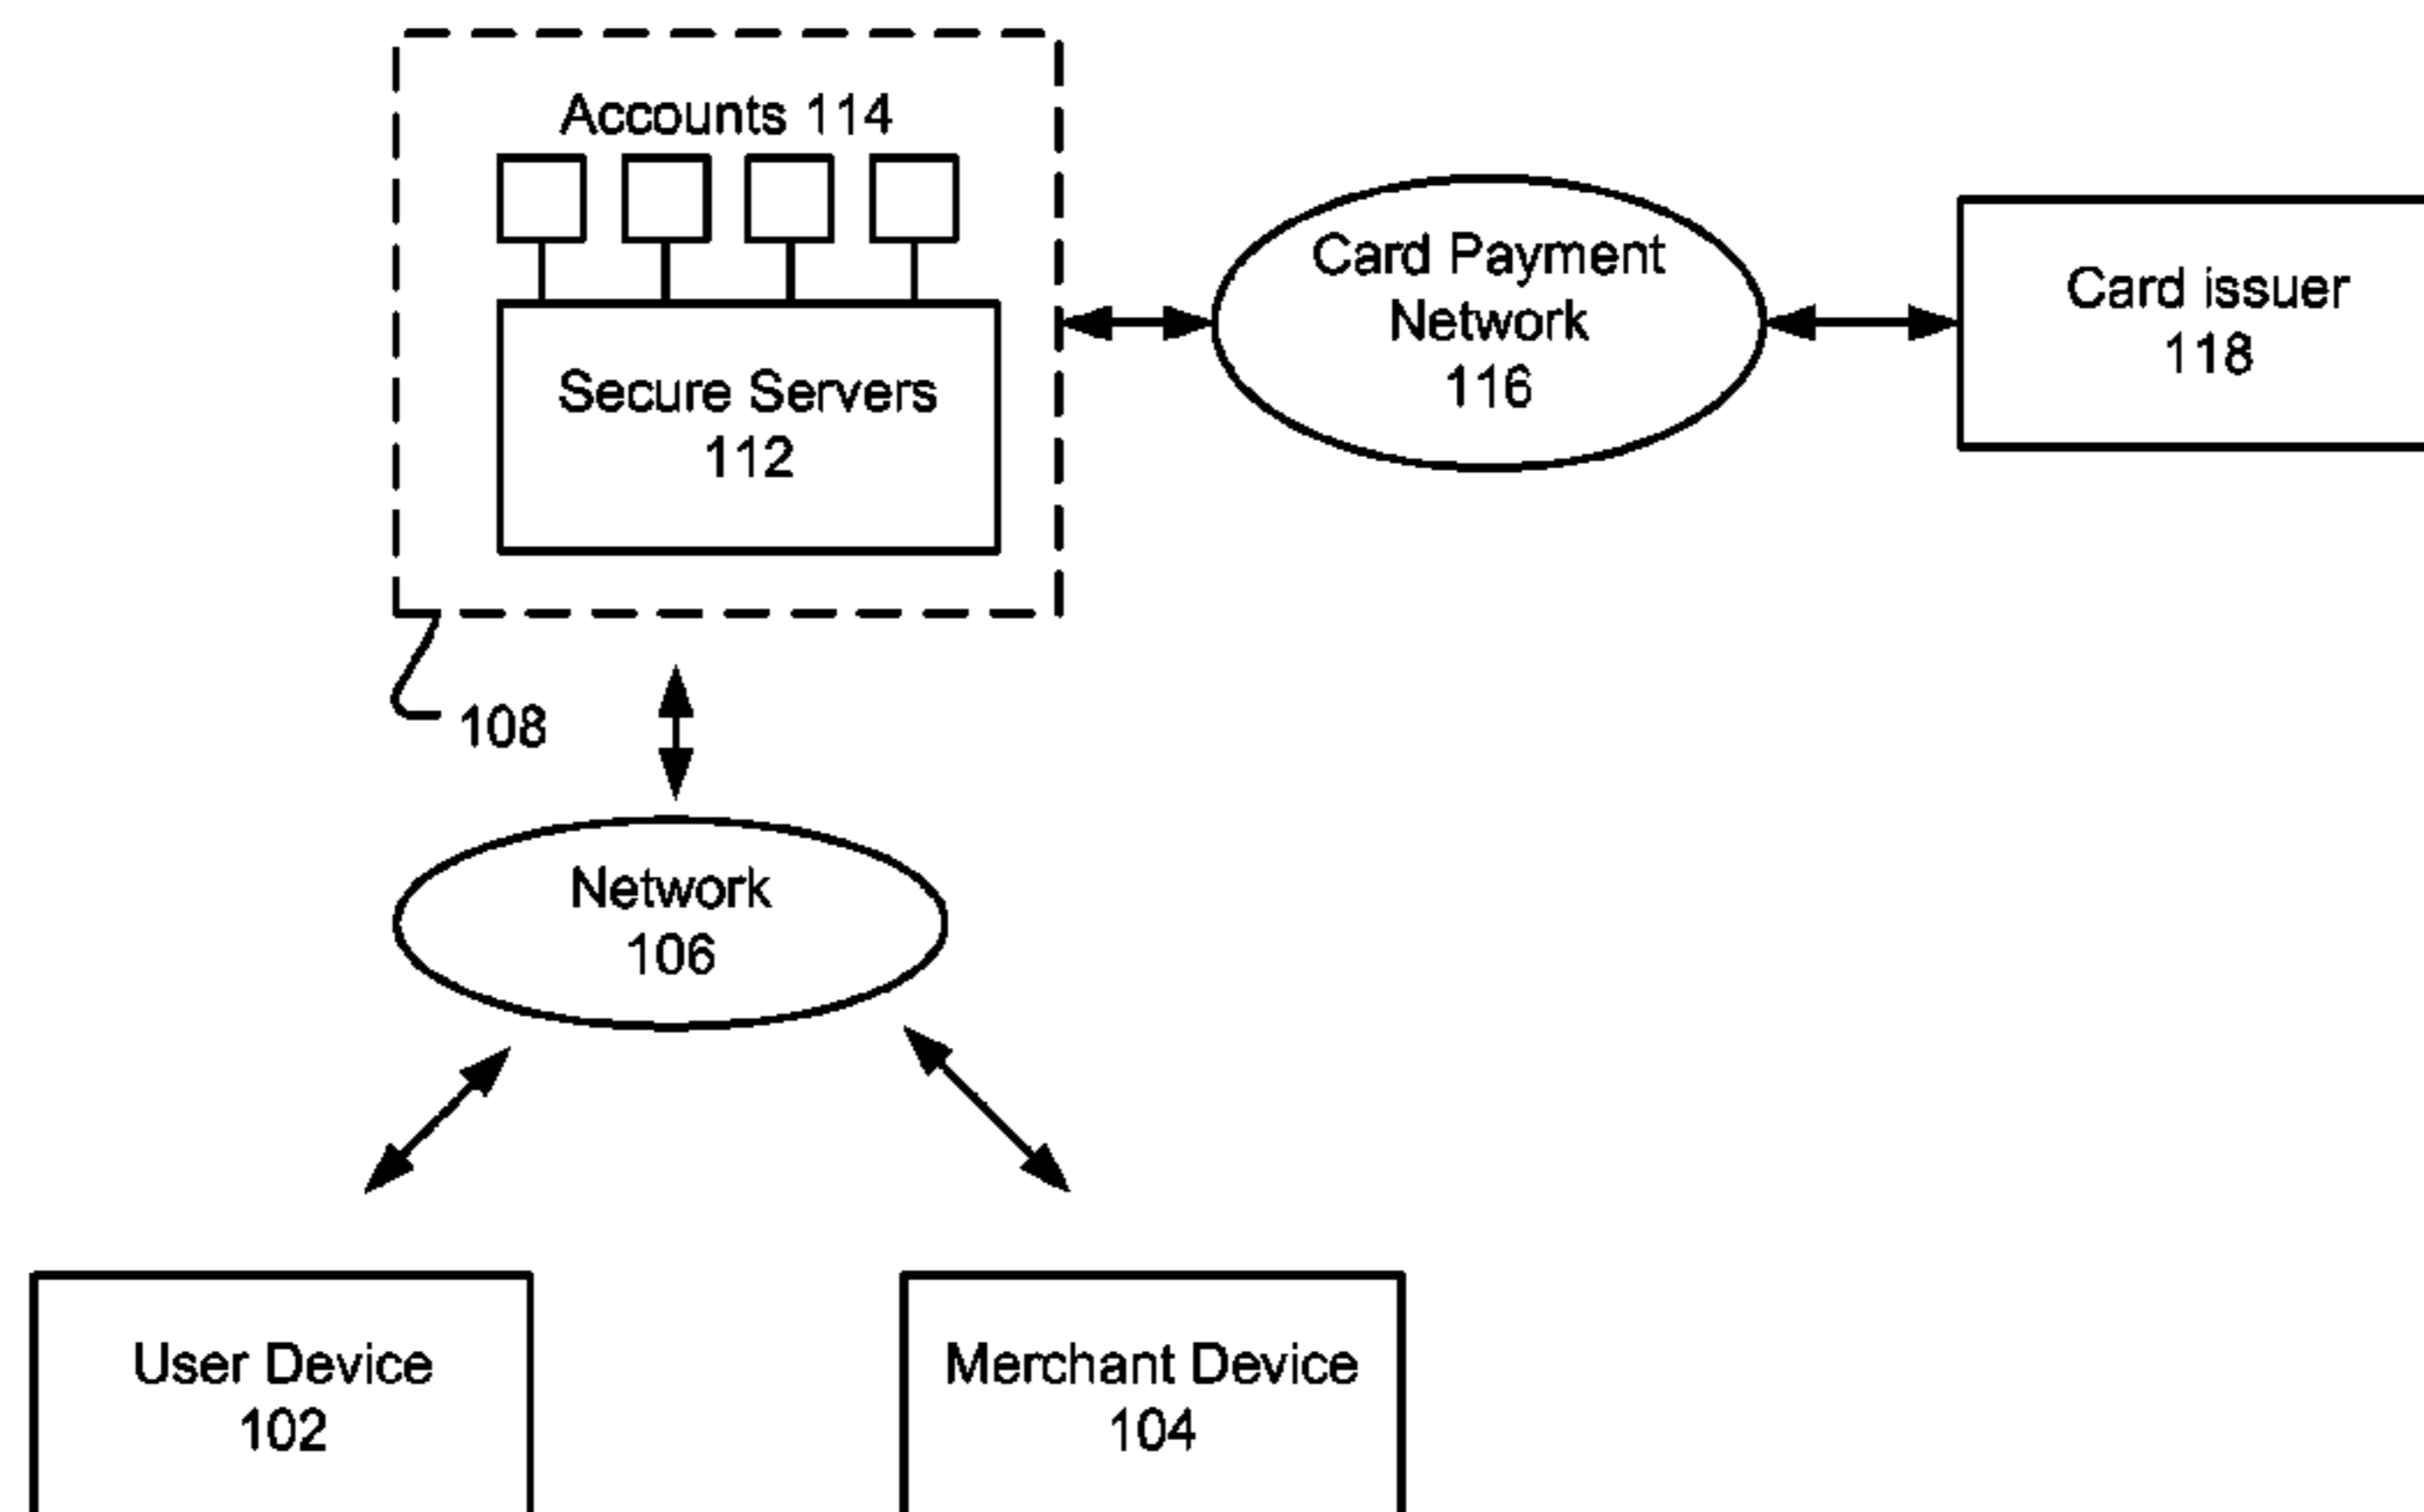 Accounts 114
Secure Servers
112
Card Payment
Network
116
Card issuer
118
108
Network
106
User Device
102
Merchant Device
104